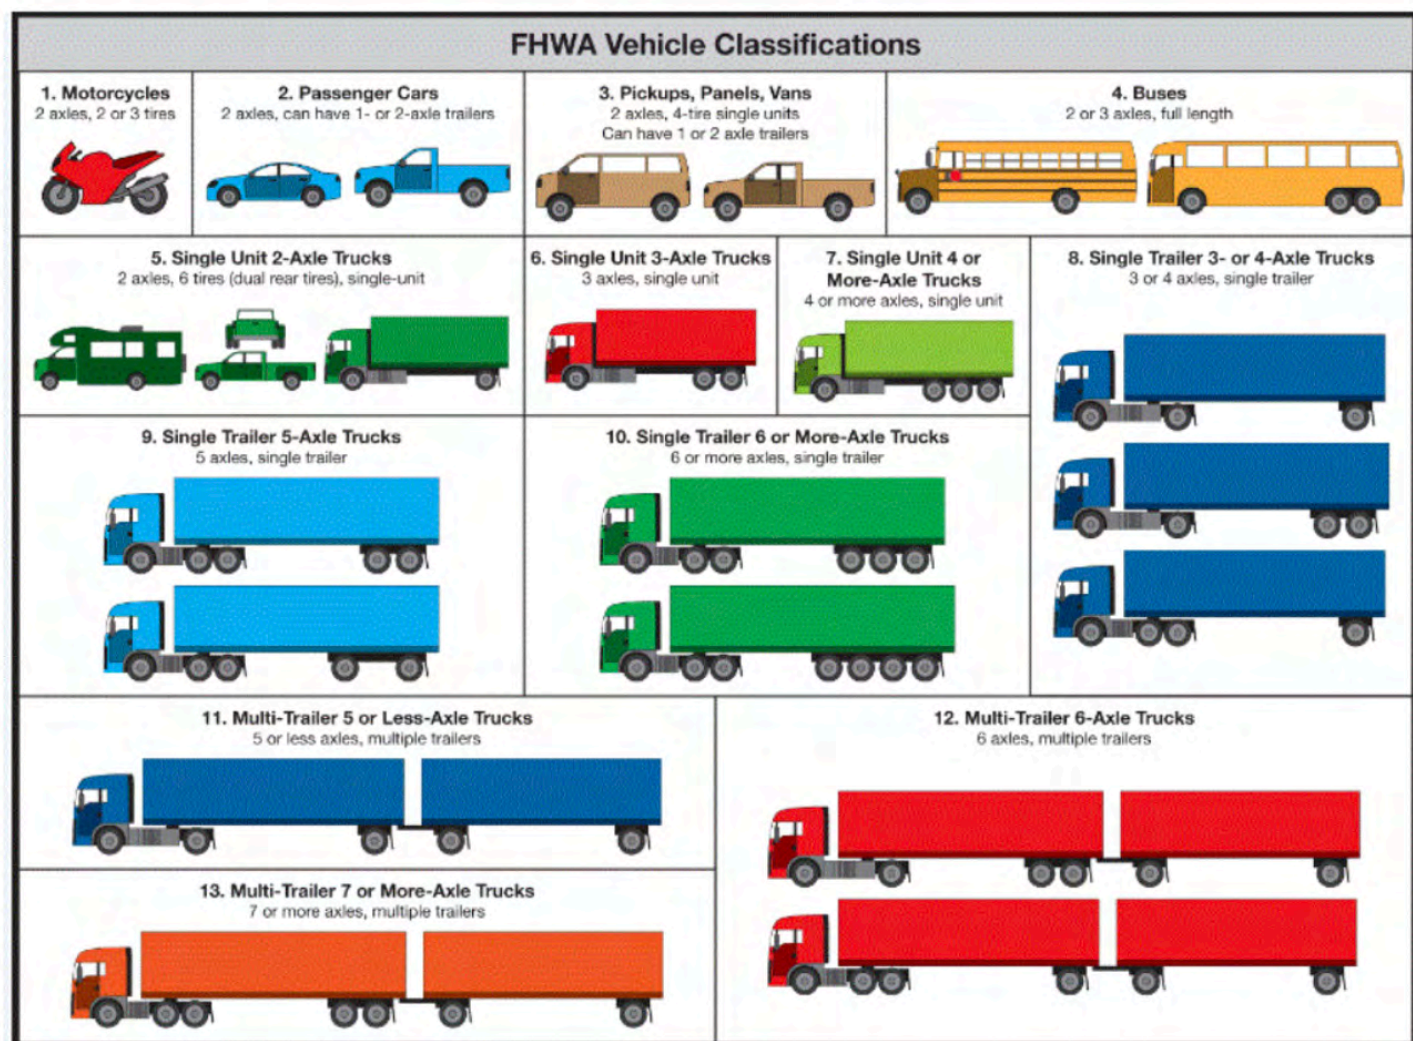 FHWA Vehicle Classifications
1. Motorcycles
2 axles, 2 or 3 tires
2. Passenger Cars
2 axles, can have 1- or 2-axle trailers
3. Pickups, Panels, Vans
2 axles, 4-tire single units
Can have 1 or 2 axle trailers
4. Buses
2 or 3 axles, full length
5. Single Unit 2-Axle Trucks
2 axles, 6 tires (dual rear tires), single-unit
6. Single Unit 3-Axle Trucks
3 axles, single unit
7. Single Unit 4 or
More-Axle Trucks
4 or more axles, single unit
8. Single Trailer 3- or 4-Axle Trucks
3 or 4 axles, single trailer
9. Single Trailer 5-Axle Trucks
5 axles, single trailer
10. Single Trailer 6 or More-Axle Trucks
6 or more axles, single trailer
11. Multi-Trailer 5 or Less-Axle Trucks
5 or less axles, multiple trailers
12. Multi-Trailer 6-Axle Trucks
6 axles, multiple trailers
13. Multi-Trailer 7 or More-Axle Trucks
7 or more axles, multiple trailers